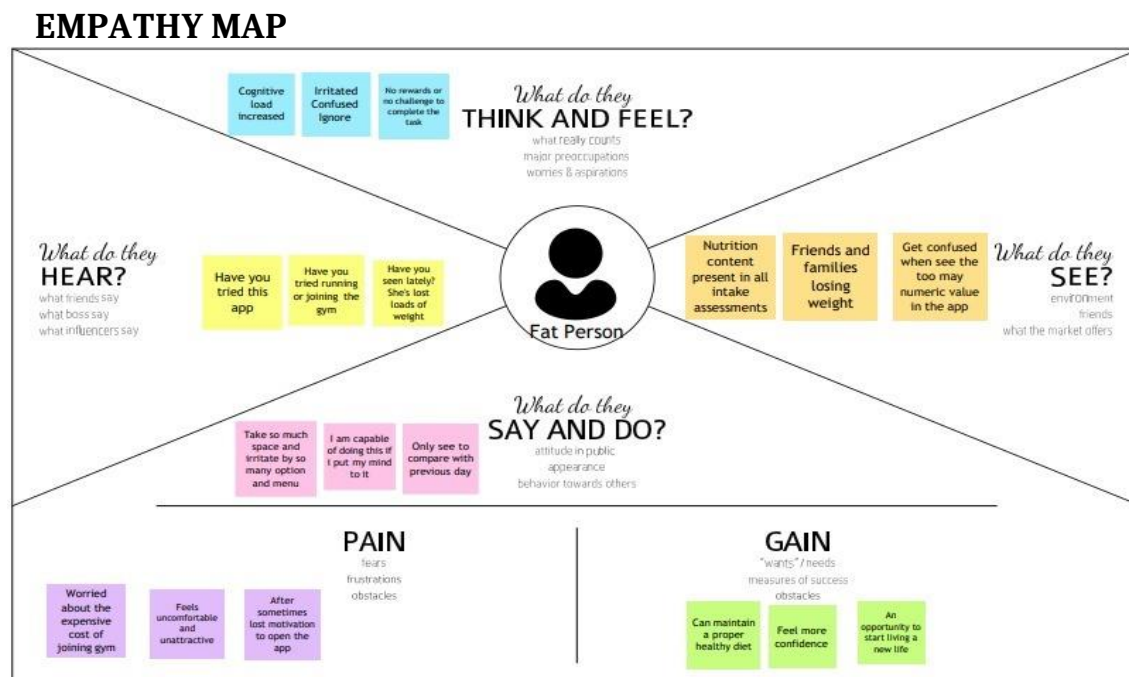 EMPATHY MAP
Cognitive
load
increased
Irritated
Confused
Ignore
No rewards or
no challenge to
complete the
task
What do they
THINK AND FEEL?
what really counts
major preoccupations
worries & aspirations
What do they
HEAR?
what friends say
what boss say
what influencers say
Have you
tried this
app
Have you
tried running
or joining the
gym
Have you
seen lately?
She's lost
loads of
weight
Fat Person
Nutrition
content
present in all
intake
assessments
Friends and
families
losing
weight
Get confused
when see the
too may
numeric value
in the app
What do they
SEE?
environment
friends
what the market offers
Take so much
space and
irritate by so
many option
and menu
I am capable
of doing this if
I put my mind
to it
Only see to
compare with
previous day
What do they
SAY AND DO?
attitude in public
appearance
behavior towards others
PAIN
fears
frustrations
obstacles
Worried
about the
expensive
cost of
joining gym
Feels
uncomfortable
and
unattractive
After
sometimes
lost motivation
to open the
app
GAIN
"wants" / needs
measures of success
obstacles
Can maintain
a proper
healthy diet
Feel more
confidence
An
opportunity to
start living a
new life